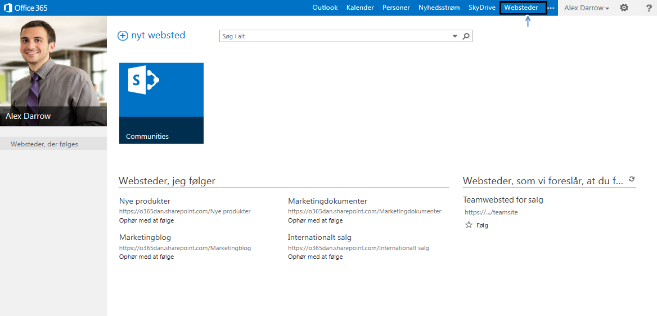 Office 365 Outlook Kalender Personer Nyhedsstrøm SkyDrive Websteder ... Alex Darrow ?
nyt websted
Søg i alt
Alex Darrow
S
Communities
Websteder, der følges
Websteder, jeg følger
Nye produkter
https://o365dan.sharepoint.com/Nye produkter
Ophør med at følge
Marketingdokumenter
https://o365dan.sharepoint.com/Marketingdokumenter
Ophør med at følge
Marketingblog
https://o365dan.sharepoint.com/Marketingblog
Ophør med at følge
Internationalt salg
https://o365dan.sharepoint.com/Internationalt salg
Ophør med at følge
Websteder, som vi foreslår, at du f...
Teamwebsted for salg
https://.../teamsite
Følg